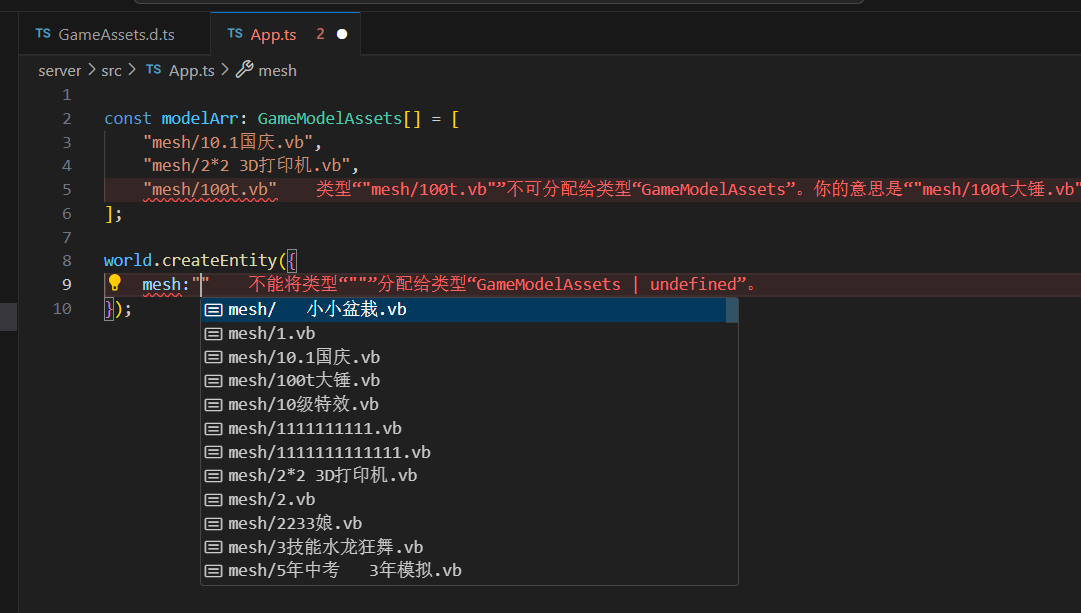 TS GameAssets.d.ts TS App.ts 2
server > src > TS App.ts > mesh
1
2 const modelArr: GameModelAssets[] = [
3 "mesh/10.1国庆.vb",
4 "mesh/2*2 3D打印机.vb",
5 "mesh/100t.vb" 类型“"mesh/100t.vb"”不可分配给类型“GameModelAssets”。你的意思是“"mesh/100t大锤.vb"
6 ];
7
8 world.createEntity({
9 mesh:"" 不能将类型“""”分配给类型“GameModelAssets | undefined”。
10 });
mesh/   小小盆栽.vb
mesh/1.vb
mesh/10.1国庆.vb
mesh/100t大锤.vb
mesh/10级特效.vb
mesh/1111111111.vb
mesh/1111111111111.vb
mesh/2*2 3D打印机.vb
mesh/2.vb
mesh/2233娘.vb
mesh/3技能水龙狂舞.vb
mesh/5年中考   3年模拟.vb